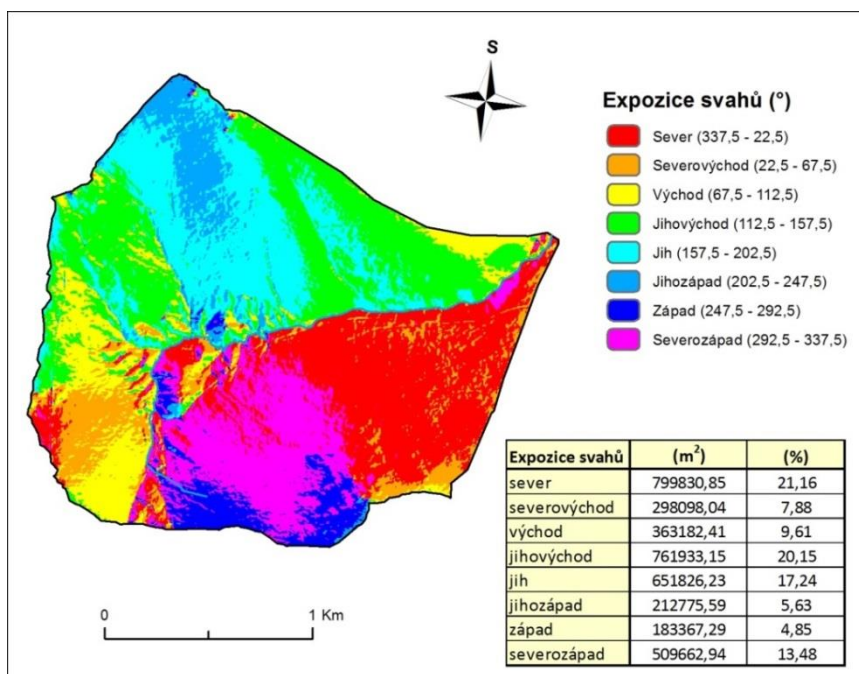 S
Expozice svahů (°)
Sever (337,5 - 22,5)
Severovýchod (22,5 - 67,5)
Východ (67,5 - 112,5)
Jihovýchod (112,5 - 157,5)
Jih (157,5 - 202,5)
Jihozápad (202,5 - 247,5)
Západ (247,5 - 292,5)
Severozápad (292,5 - 337,5)
Expozice svahů (m²) (%)
sever 799830,85 21,16
severovýchod 298098,04 7,88
východ 363182,41 9,61
jihovýchod 761933,15 20,15
jih 651826,23 17,24
jihozápad 212775,59 5,63
západ 183367,29 4,85
severozápad 509662,94 13,48
0 1 Km